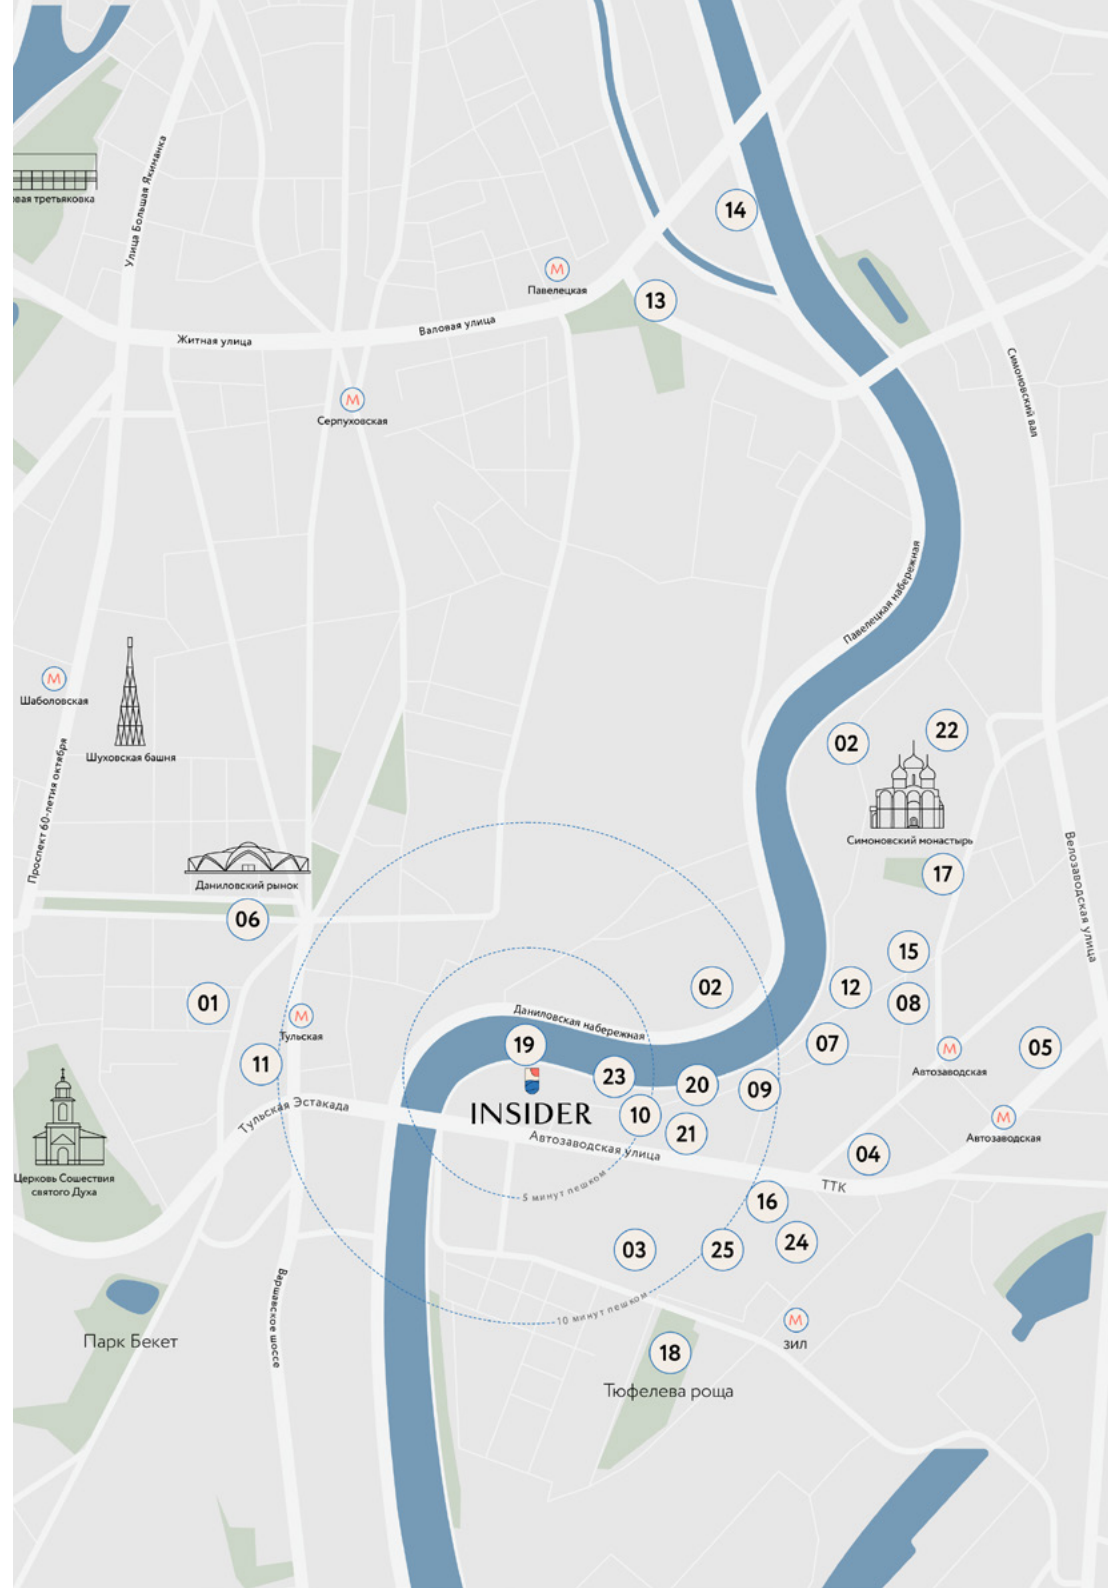 вая третьяковка
Улица Большая Якиманка
14
М
Павелецкая
13
Житная улица
Валовая улица
Симоновский вал
М
Серпуховская
Павелецкая набережная
М
Шаболовская
Шуховская башня
02
22
Проспект 60-летия октября
Симоновский монастырь
Велозаводская улица
Даниловский рынок
17
06
15
02
12
08
01
М
Тульская
Даниловская набережная
19
07
М
Автозаводская
05
11
23
20
09
INSIDER
10
21
Тульская Эстакада
Автозаводская улица
М
Автозаводская
04
Церковь Сошествия
святого Духа
5 минут пешком
ТТК
16
24
03
25
Варшавское шоссе
10 минут пешком
М
ЗИЛ
Парк Бекет
18
Тюфелева роща